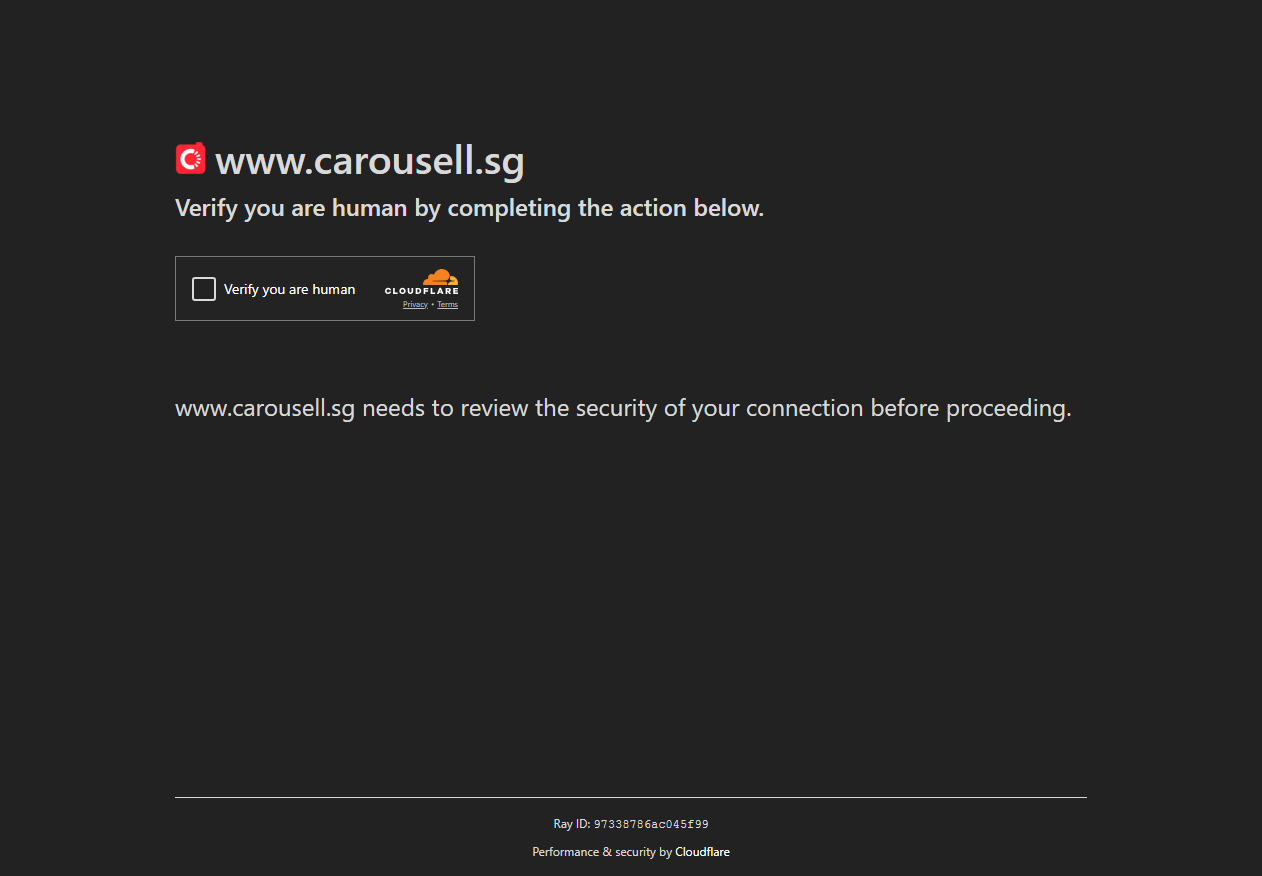 www.carousell.sg
Verify you are human by completing the action below.
Verify you are human
CLOUDFLARE
Privacy • Terms
www.carousell.sg needs to review the security of your connection before proceeding.
Ray ID: 97338786ac045f99
Performance & security by Cloudflare